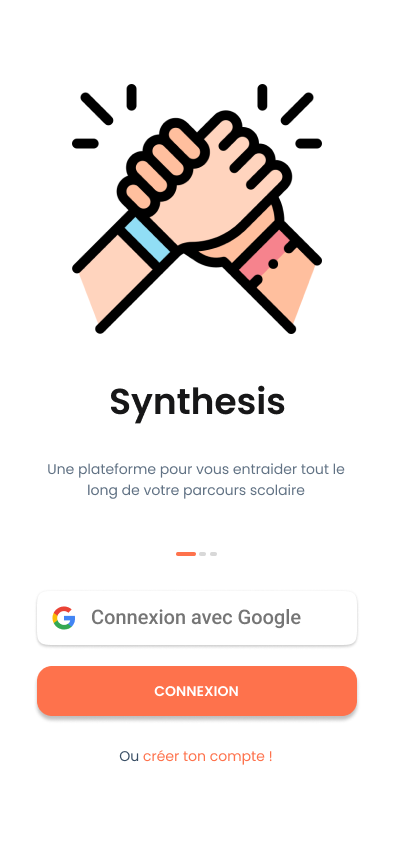 Synthesis
Une plateforme pour vous entraider tout le
long de votre parcours scolaire
Connexion avec Google
CONNEXION
Ou créer ton compte !